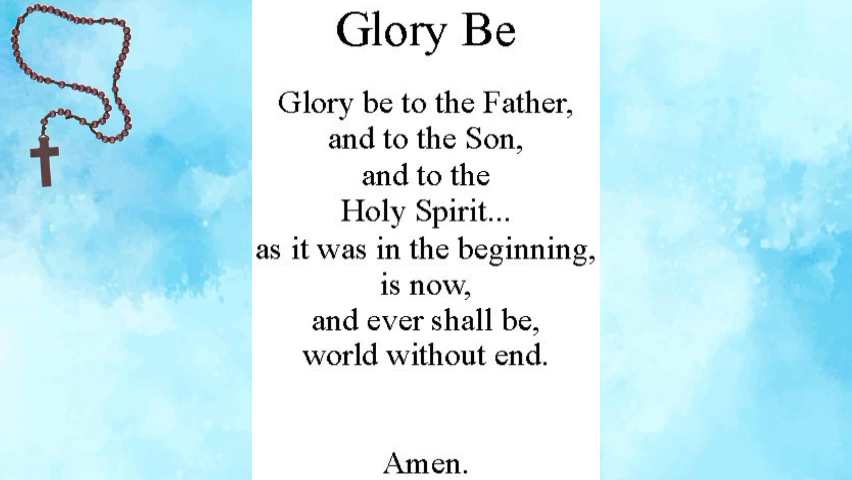 Glory Be
Glory be to the Father,
and to the Son,
and to the
Holy Spirit...
as it was in the beginning,
is now,
and ever shall be,
world without end.
Amen.